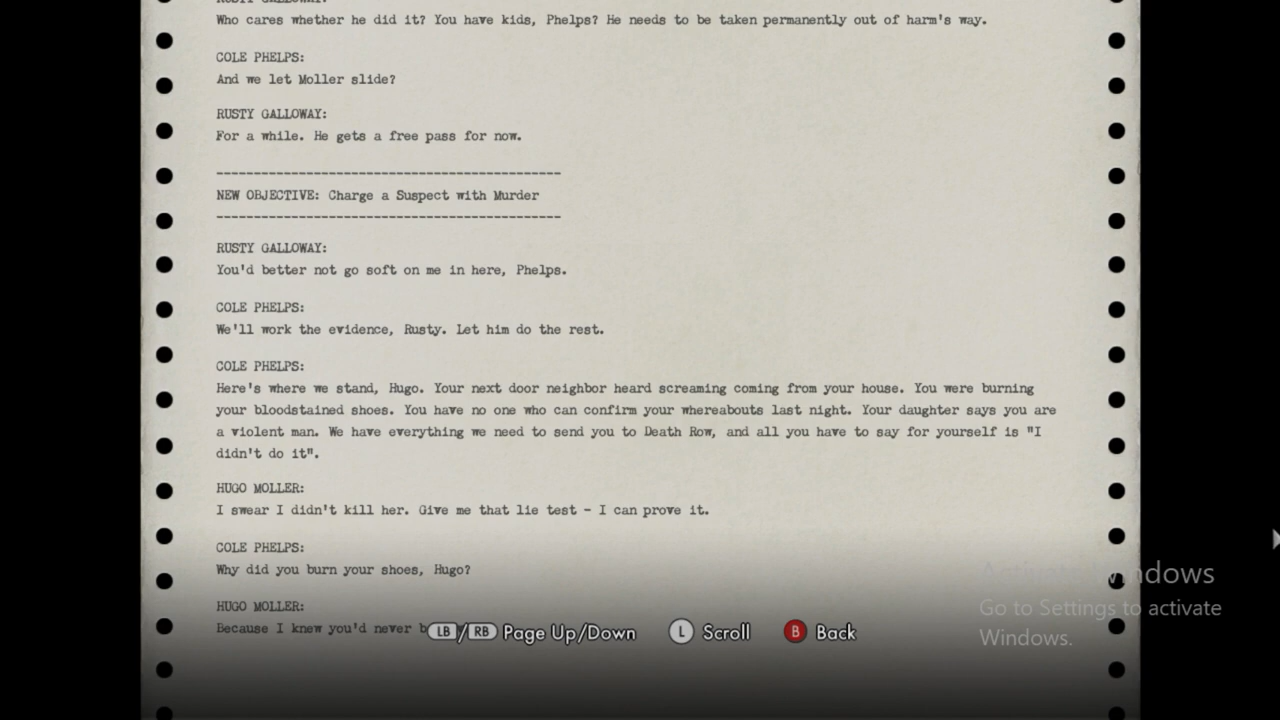 RUSTY GALLOWAY:
Who cares whether he did it? You have kids, Phelps? He needs to be taken permanently out of harm's way.
COLE PHELPS:
And we let Moller slide?
RUSTY GALLOWAY:
For a while. He gets a free pass for now.
----------------------------------------------
NEW OBJECTIVE: Charge a Suspect with Murder
----------------------------------------------
RUSTY GALLOWAY:
You'd better not go soft on me in here, Phelps.
COLE PHELPS:
We'll work the evidence, Rusty. Let him do the rest.
COLE PHELPS:
Here's where we stand, Hugo. Your next door neighbor heard screaming coming from your house. You were burning
your bloodstained shoes. You have no one who can confirm your whereabouts last night. Your daughter says you are
a violent man. We have everything we need to send you to Death Row, and all you have to say for yourself is "I
didn't do it".
HUGO MOLLER:
I swear I didn't kill her. Give me that lie test - I can prove it.
COLE PHELPS:
Why did you burn your shoes, Hugo?
HUGO MOLLER:
Because I knew you'd never
LB/RB Page Up/Down L Scroll B Back
Activate Windows
Go to Settings to activate
Windows.